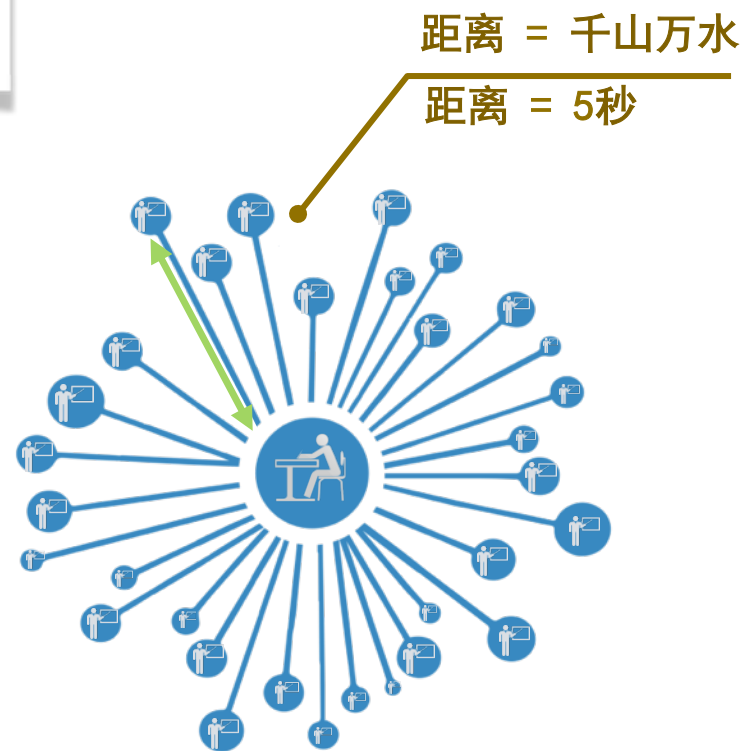 距离 = 千山万水
距离 = 5秒